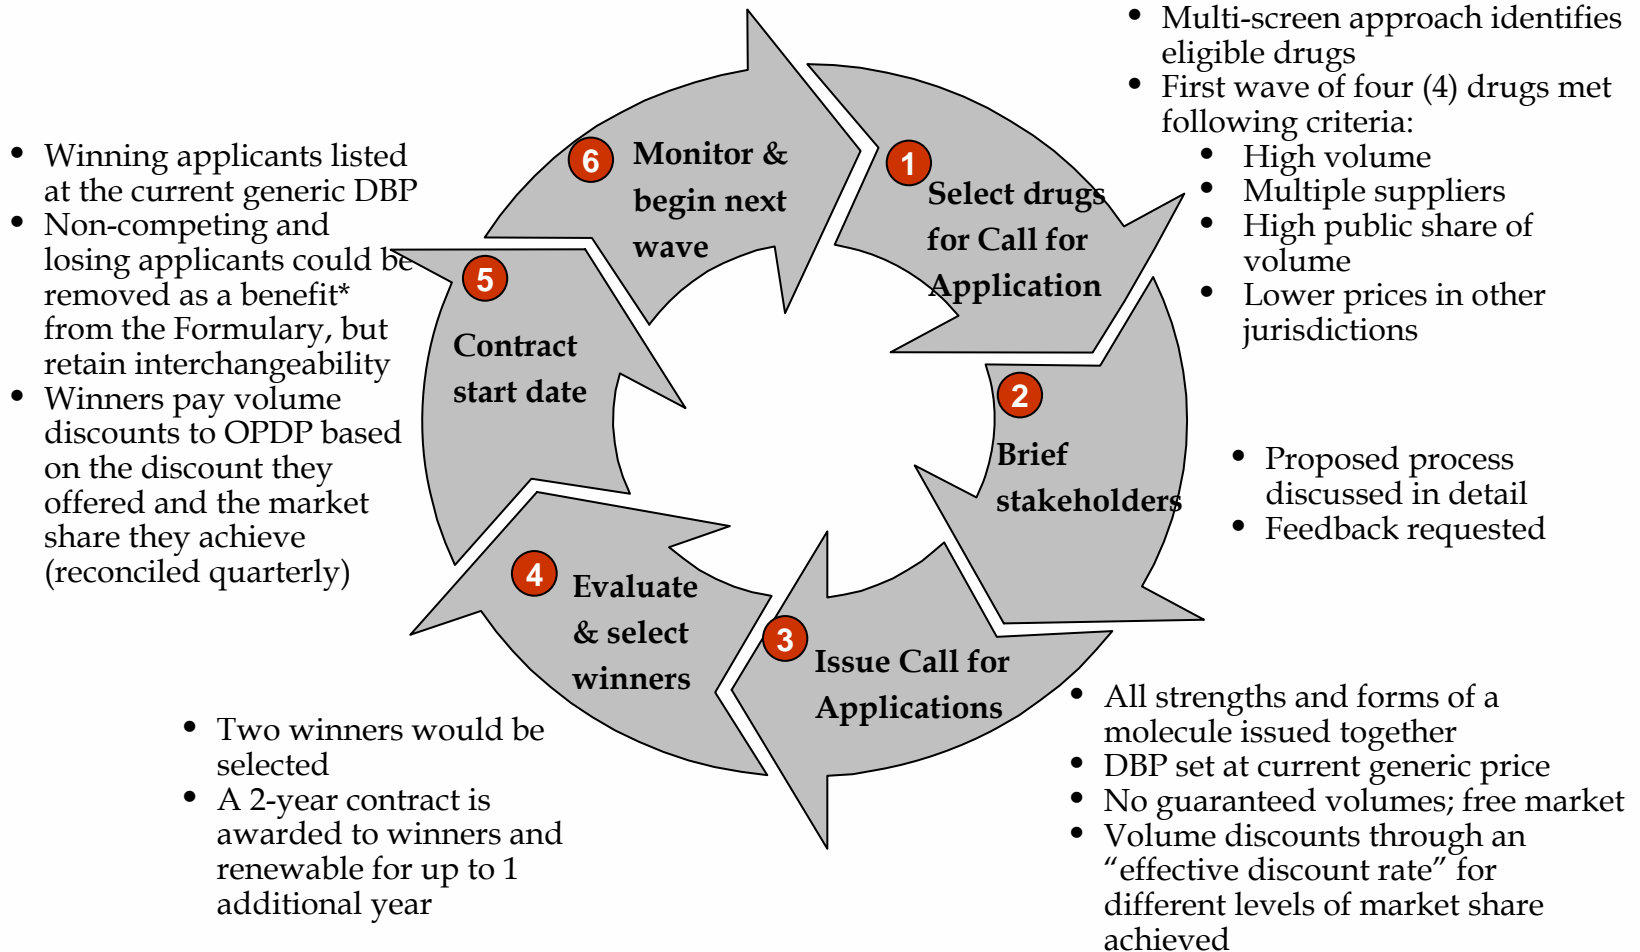 1
Select drugs
for Call for
Application
• Multi-screen approach identifies
eligible drugs
• First wave of four (4) drugs met
following criteria:
• High volume
• Multiple suppliers
• High public share of
volume
• Lower prices in other
jurisdictions
2
Brief
stakeholders
• Proposed process
discussed in detail
• Feedback requested
3
Issue Call for
Applications
• All strengths and forms of a
molecule issued together
• DBP set at current generic price
• No guaranteed volumes; free market
• Volume discounts through an
“effective discount rate” for
different levels of market share
achieved
4
Evaluate
& select
winners
• Two winners would be
selected
• A 2-year contract is
awarded to winners and
renewable for up to 1
additional year
5
Contract
start date
• Winning applicants listed
at the current generic DBP
• Non-competing and
losing applicants could be
removed as a benefit*
from the Formulary, but
retain interchangeability
• Winners pay volume
discounts to OPDP based
on the discount they
offered and the market
share they achieve
(reconciled quarterly)
6
Monitor &
begin next
wave